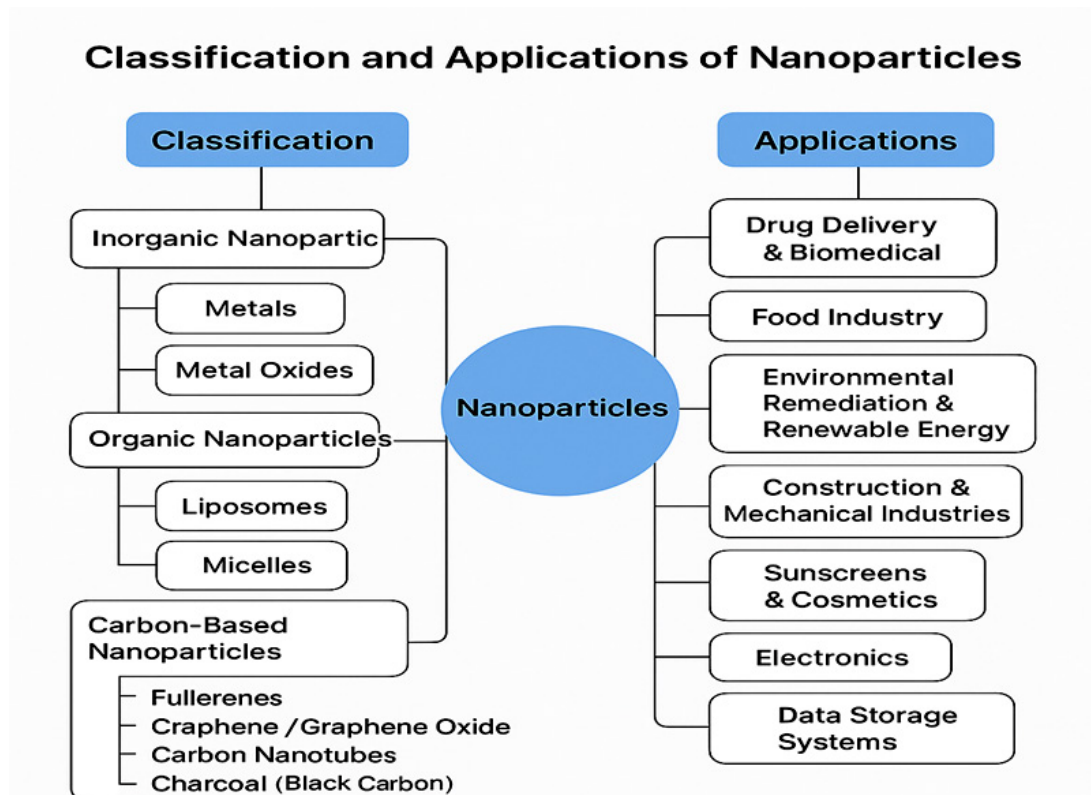 Classification and Applications of Nanoparticles
Classification
Inorganic Nanopartic
Metals
Metal Oxides
Organic Nanoparticles
Liposomes
Micelles
Carbon-Based
Nanoparticles
Fullerenes
Craphene /Graphene Oxide
Carbon Nanotubes
Charcoal (Black Carbon)
Nanoparticles
Applications
Drug Delivery
& Biomedical
Food Industry
Environmental
Remediation &
Renewable Energy
Construction &
Mechanical Industries
Sunscreens
& Cosmetics
Electronics
Data Storage
Systems